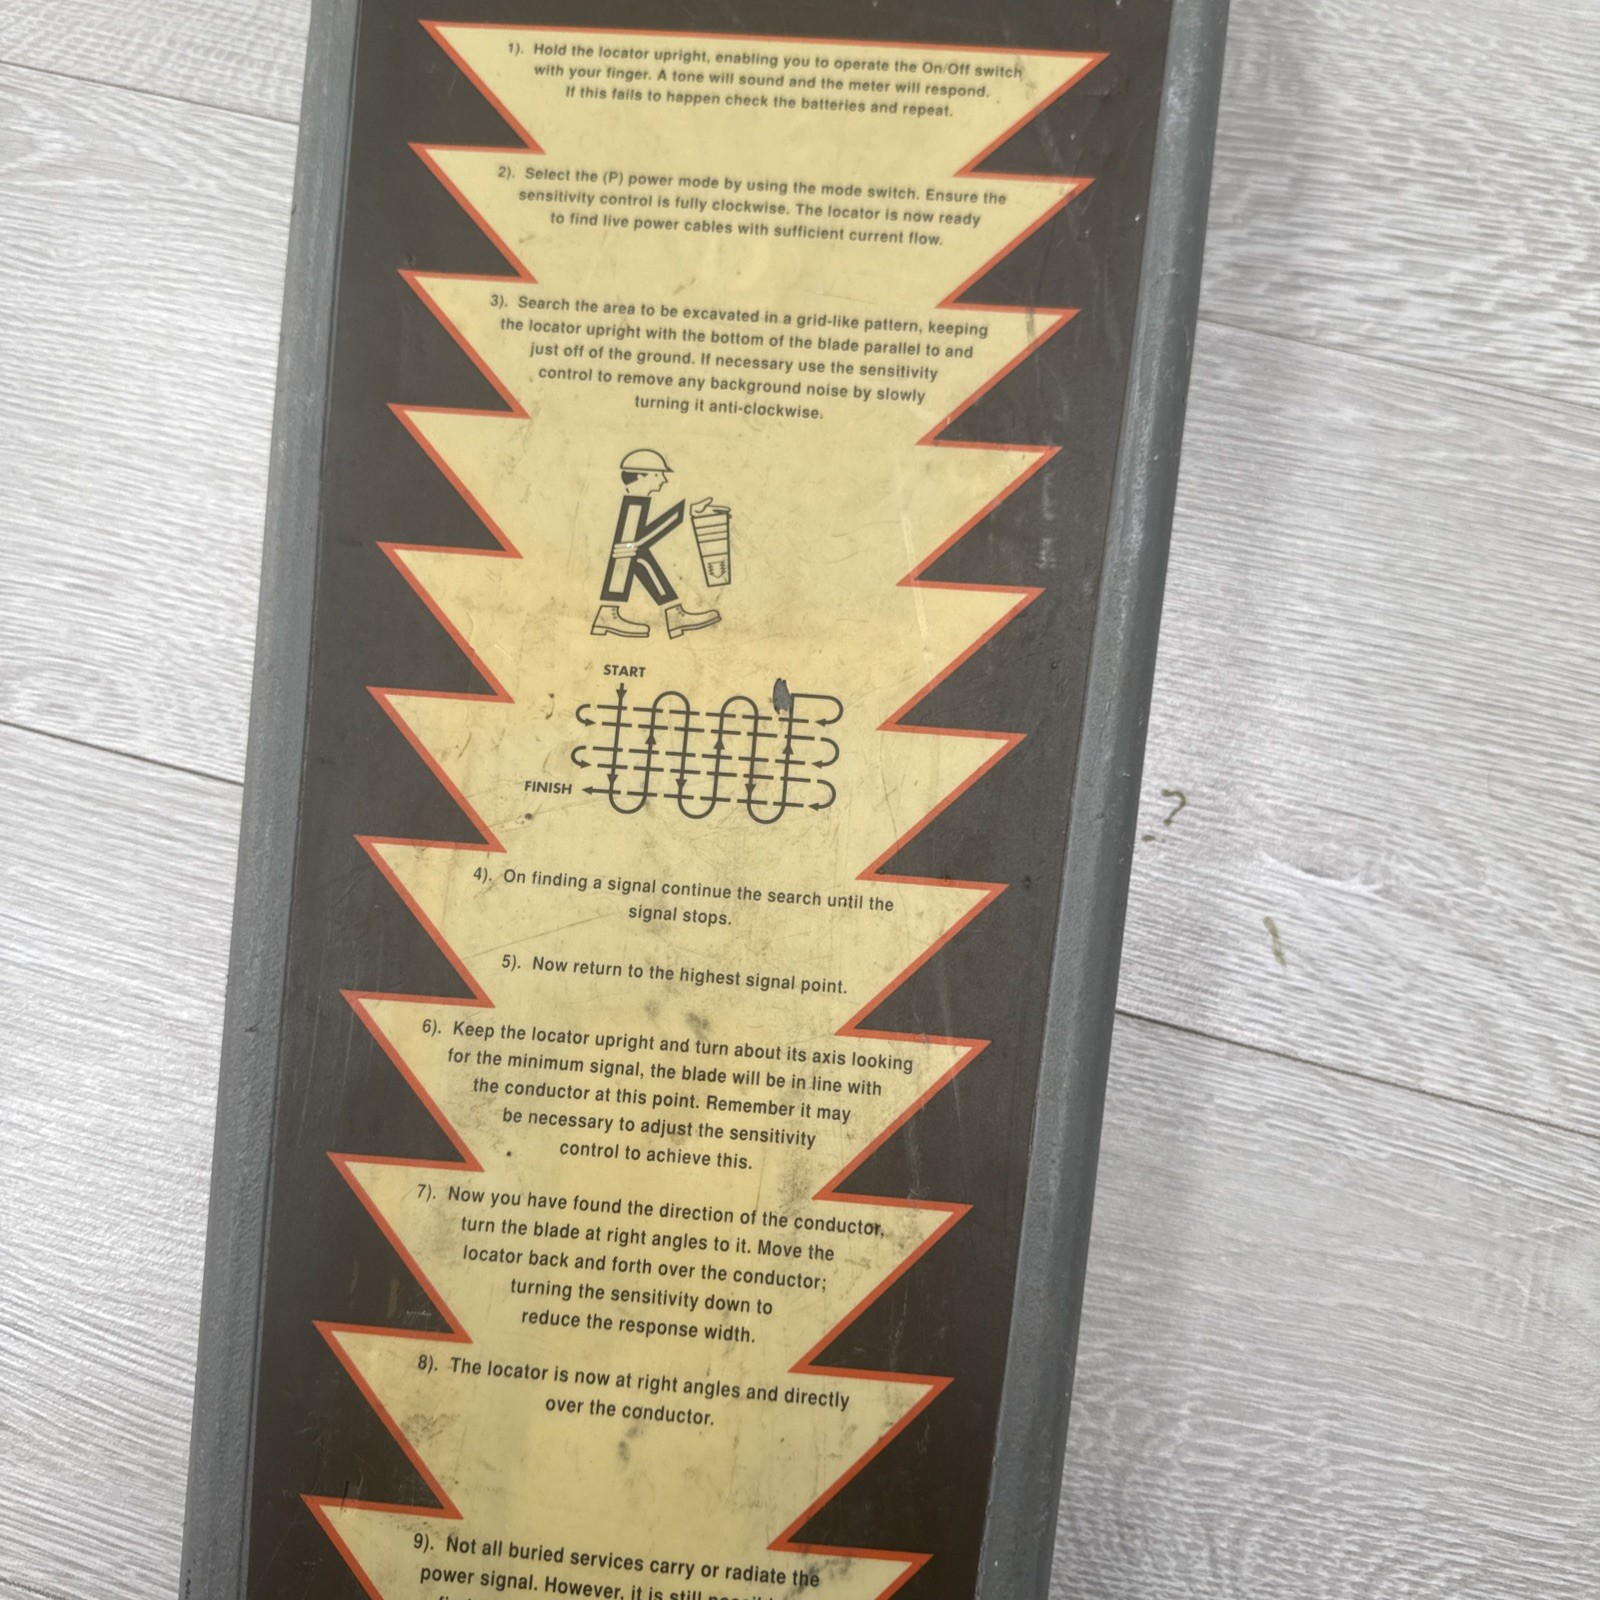 1). Hold the locator upright, enabling you to operate the On/Off switch
with your finger. A tone will sound and the meter will respond.
If this fails to happen check the batteries and repeat.
2). Select the (P) power mode by using the mode switch. Ensure the
sensitivity control is fully clockwise. The locator is now ready
to find live power cables with sufficient current flow.
3). Search the area to be excavated in a grid-like pattern, keeping
the locator upright with the bottom of the blade parallel to and
just off of the ground. If necessary use the sensitivity
control to remove any background noise by slowly
turning it anti-clockwise.
START
FINISH
4). On finding a signal continue the search until the
signal stops.
5). Now return to the highest signal point.
6). Keep the locator upright and turn about its axis looking
for the minimum signal, the blade will be in line with
the conductor at this point. Remember it may
be necessary to adjust the sensitivity
control to achieve this.
7). Now you have found the direction of the conductor,
turn the blade at right angles to it. Move the
locator back and forth over the conductor;
turning the sensitivity down to
reduce the response width.
8). The locator is now at right angles and directly
over the conductor.
9). Not all buried services carry or radiate the
power signal. However, it is still